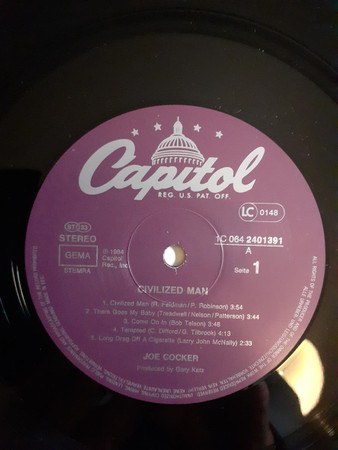 Capitol
REG. U.S. PAT. OFF.
LC 0148
ST 33
STEREO
GEMA
STEMRA
℗ 1984
Capitol
Rec., Inc.
1C 064 2401391
A
Seite 1
CIVILIZED MAN
1. Civilized Man (R. Feldman/P. Robinson) 3:54
2. There Goes My Baby (Treadwell/Nelson/Patterson) 3:44
3. Come On In (Bob Telson) 3:48
4. Tempted (C. Difford/G. Tilbrook) 4:13
5. Long Drag Off A Cigarette (Larry John McNally) 2:34
JOE COCKER
Produced by Gary Katz